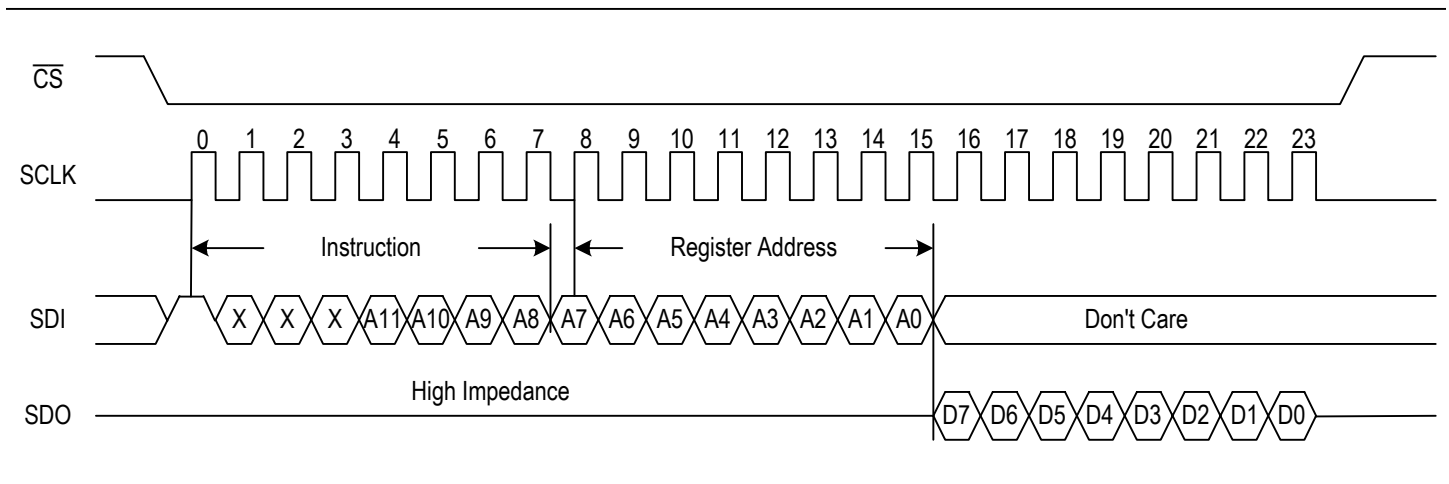 CS
0 1 2 3 4 5 6 7 8 9 10 11 12 13 14 15 16 17 18 19 20 21 22 23
SCLK
Instruction Register Address
SDI X X X A11 A10 A9 A8 A7 A6 A5 A4 A3 A2 A1 A0 Don't Care
High Impedance
SDO D7 D6 D5 D4 D3 D2 D1 D0